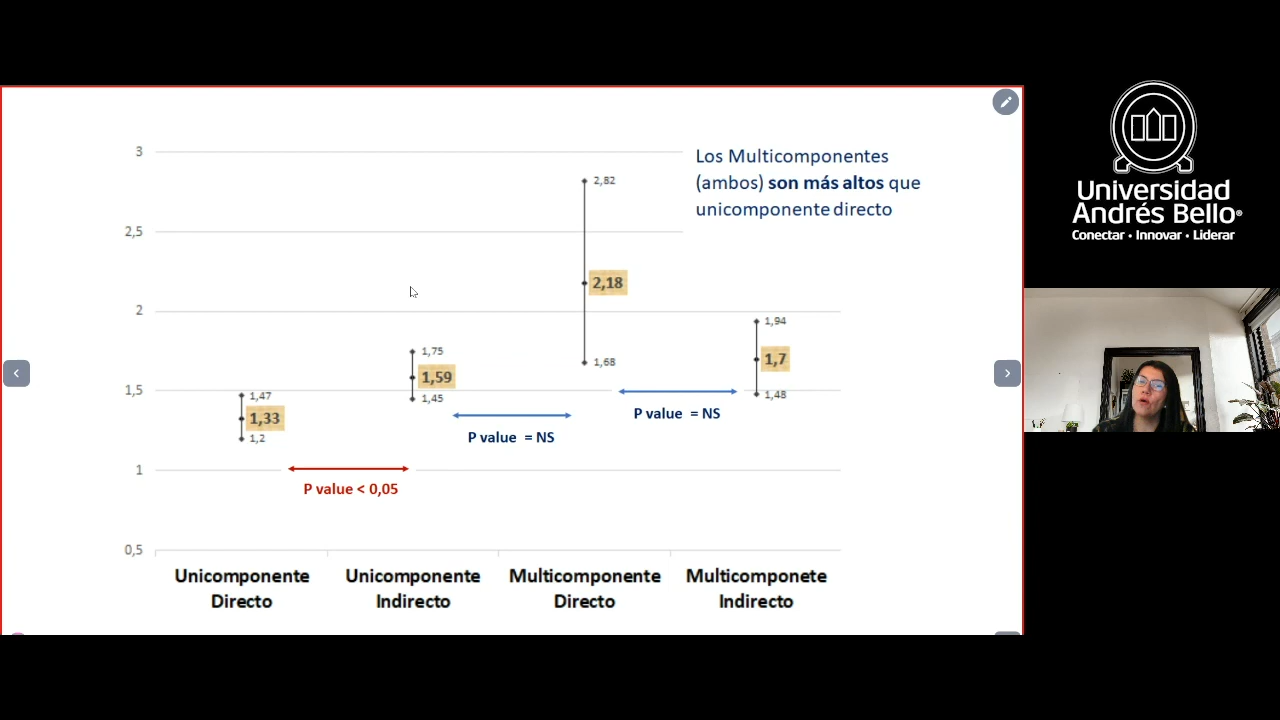 3
2,5
2
1,5
1
0,5
Los Multicomponentes
(ambos) son más altos que
unicomponente directo
1,47
1,33
1,2
1,75
1,59
1,45
2,82
2,18
1,68
1,94
1,7
1,48
P value < 0,05
P value = NS
P value = NS
Unicomponente
Directo
Unicomponente
Indirecto
Multicomponente
Directo
Multicomponete
Indirecto
Universidad
Andrés Bello®
Conectar • Innovar • Liderar